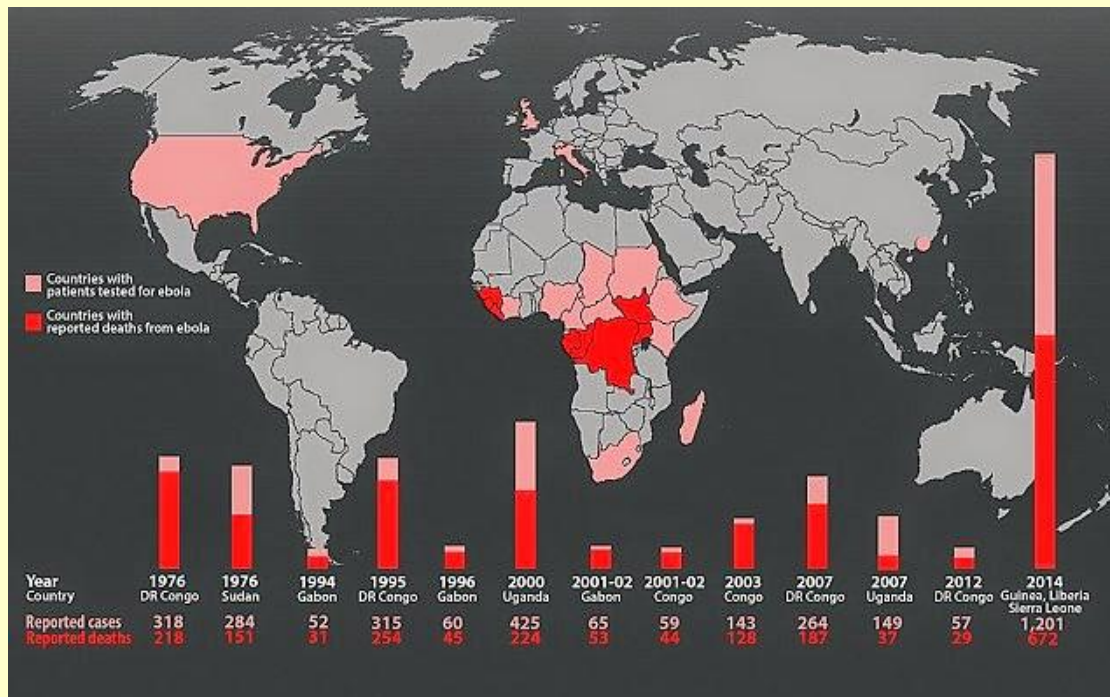 Countries with
patients tested for ebola
Countries with
reported deaths from ebola
Year 1976 1976 1994 1995 1996 2000 2001-02 2001-02 2003 2007 2007 2012 2014
Country DR Congo Sudan Gabon DR Congo Gabon Uganda Gabon Congo Congo DR Congo Uganda DR Congo Guinea, Liberia
Sierra Leone
Reported cases 318 284 52 315 60 425 65 59 143 264 149 57 1,201
Reported deaths 218 151 31 254 45 224 53 44 128 187 37 29 672